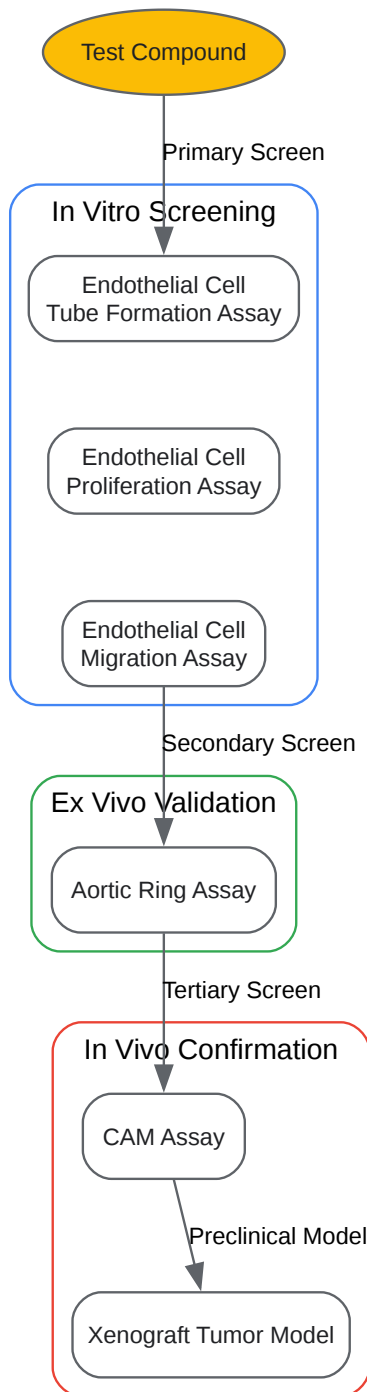 Test Compound
Primary Screen
In Vitro Screening
Endothelial Cell
Tube Formation Assay
Endothelial Cell
Proliferation Assay
Endothelial Cell
Migration Assay
Secondary Screen
Ex Vivo Validation
Aortic Ring Assay
Tertiary Screen
In Vivo Confirmation
CAM Assay
Preclinical Model
Xenograft Tumor Model